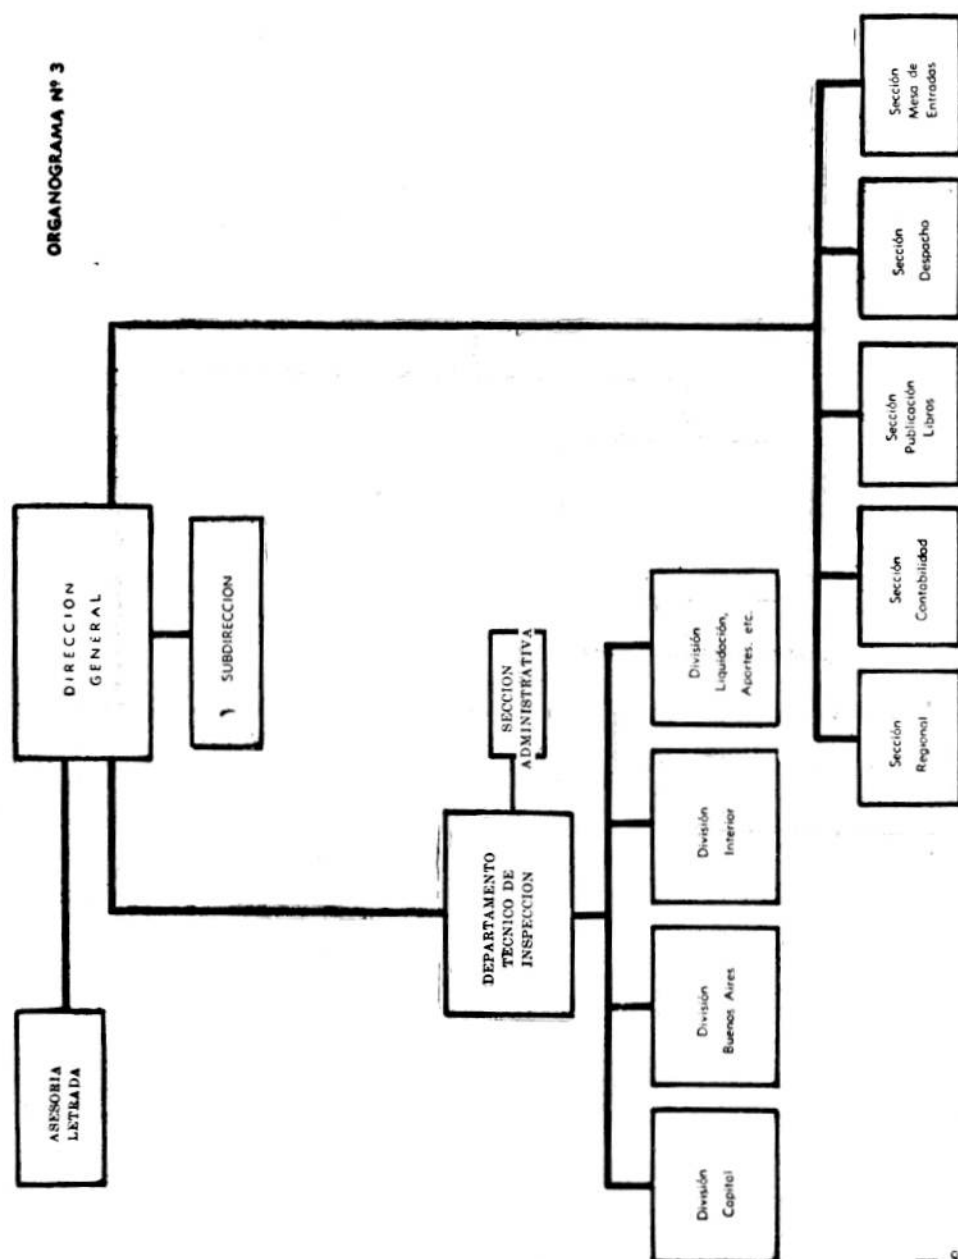 ORGANOGRAMA Nº 3
ASESORIA
LETRADA
DIRECCION
GENERAL
SUBDIRECCION
DEPARTAMENTO
TECNICO DE
INSPECCION
SECCION
ADMINISTRATIVA
División
Capital
División
Buenos Aires
División
Interior
División
Liquidación,
Aportes. etc.
Sección
Regional
Sección
Contabilidad
Sección
Publicación
Libros
Sección
Despacho
Sección
Mesa de
Entradas